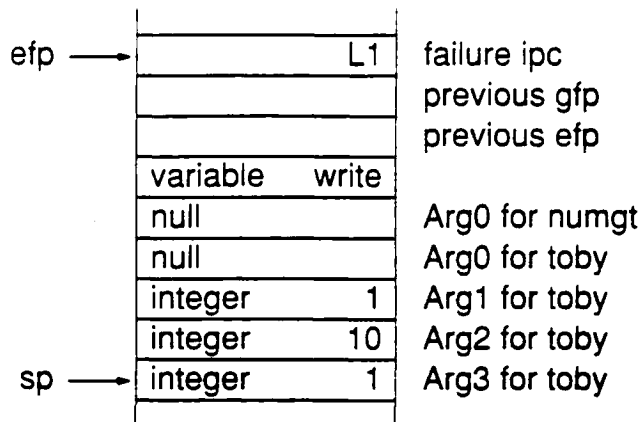 efp L1 failure ipc
previous gfp
previous efp
variable write
null Arg0 for numgt
null Arg0 for toby
integer 1 Arg1 for toby
integer 10 Arg2 for toby
sp integer 1 Arg3 for toby